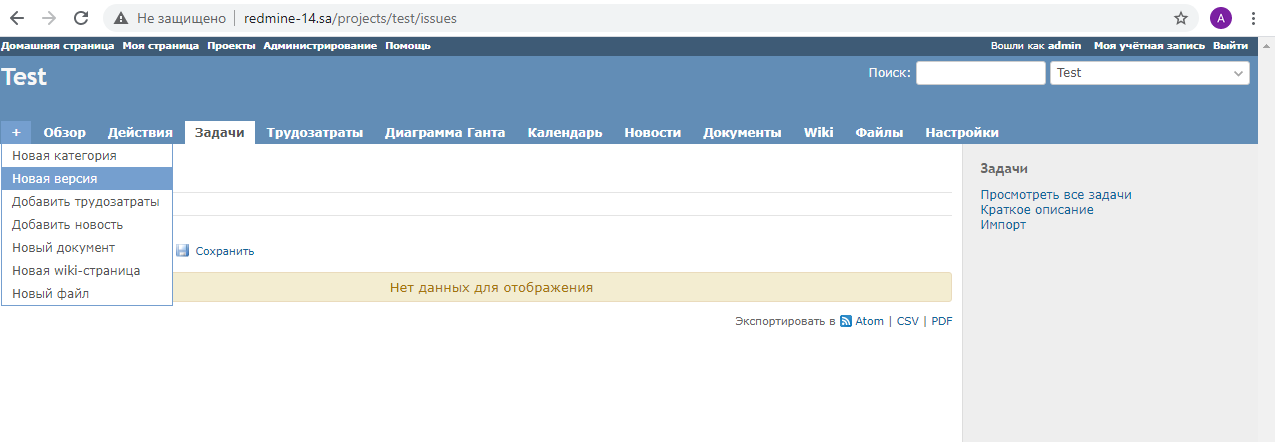 Не защищено redmine-14.sa/projects/test/issues A
Домашняя страница Моя страница Проекты Администрирование Помощь Вошли как admin Моя учётная запись Выйти
Test Поиск: Test
+ Обзор Действия Задачи Трудозатраты Диаграмма Ганта Календарь Новости Документы Wiki Файлы Настройки
Новая категория
Новая версия
Добавить трудозатраты
Добавить новость
Новый документ
Новая wiki-страница
Новый файл
Сохранить
Нет данных для отображения
Экспортировать в Atom | CSV | PDF
Задачи
Просмотреть все задачи
Краткое описание
Импорт